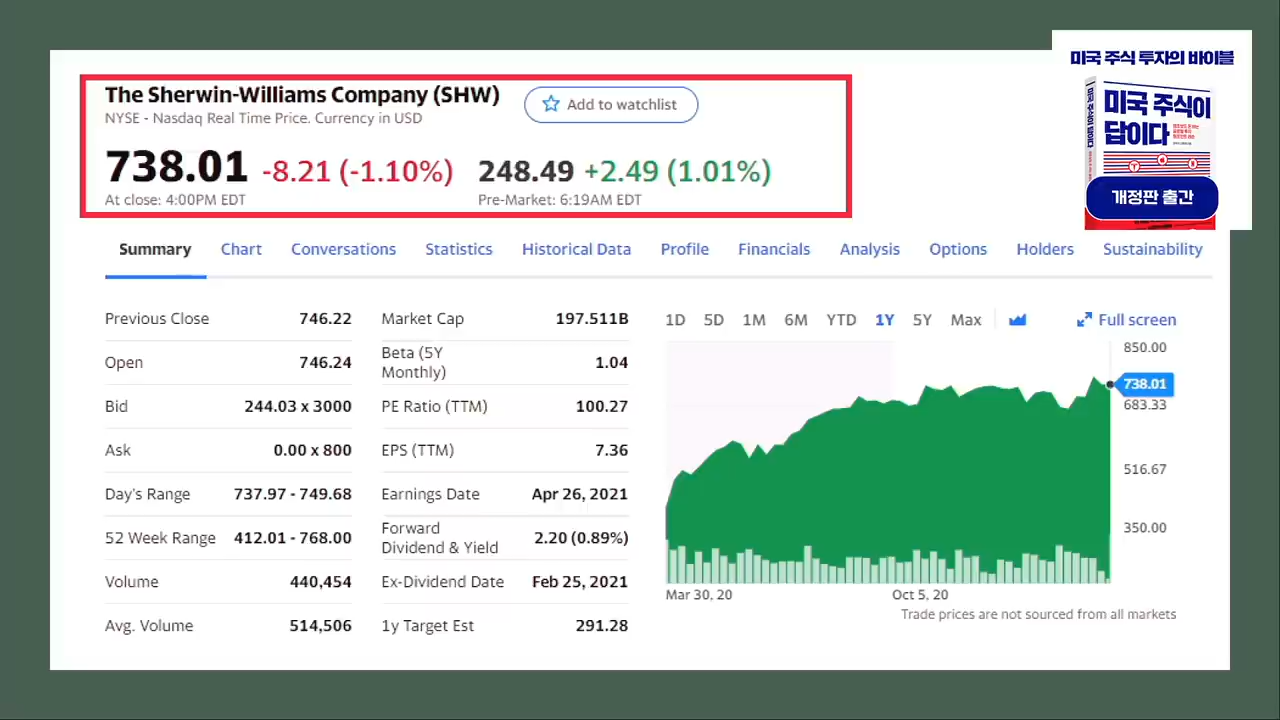 미국 주식 투자의 바이블
미국 주식이
답이다
개정판 출간
The Sherwin-Williams Company (SHW)
Add to watchlist
NYSE - Nasdaq Real Time Price. Currency in USD
738.01 -8.21 (-1.10%) 248.49 +2.49 (1.01%)
At close: 4:00PM EDT Pre-Market: 6:19AM EDT
Summary Chart Conversations Statistics Historical Data Profile Financials Analysis Options Holders Sustainability
Previous Close 746.22
Open 746.24
Bid 244.03 x 3000
Ask 0.00 x 800
Day's Range 737.97 - 749.68
52 Week Range 412.01 - 768.00
Volume 440,454
Avg. Volume 514,506
Market Cap 197.511B
Beta (5Y
Monthly) 1.04
PE Ratio (TTM) 100.27
EPS (TTM) 7.36
Earnings Date Apr 26, 2021
Forward
Dividend & Yield 2.20 (0.89%)
Ex-Dividend Date Feb 25, 2021
1y Target Est 291.28
1D 5D 1M 6M YTD 1Y 5Y Max Full screen
850.00
738.01
683.33
516.67
350.00
Mar 30, 20 Oct 5, 20
Trade prices are not sourced from all markets